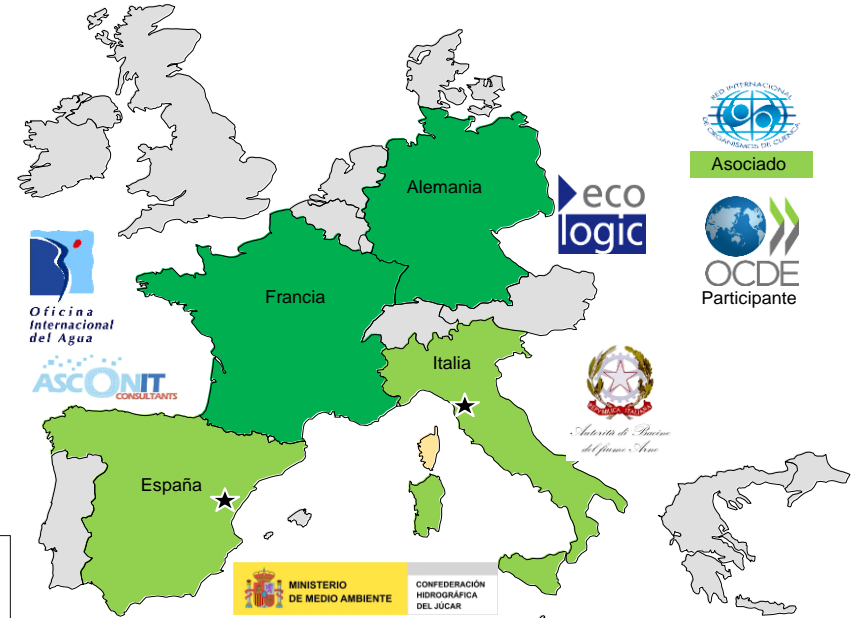 RED INTERNACIONAL
DE ORGANISMOS DE CUENCA
Asociado
Alemania
eco
logic
OCDE
Participante
Oficina
Internacional
del Agua
Francia
ASCONIT
CONSULTANTS
Italia
REPVBBLICA ITALIANA
Autorità di Bacino
del fiume Arno
España
MINISTERIO
DE MEDIO AMBIENTE
CONFEDERACIÓN
HIDROGRÁFICA
DEL JÚCAR